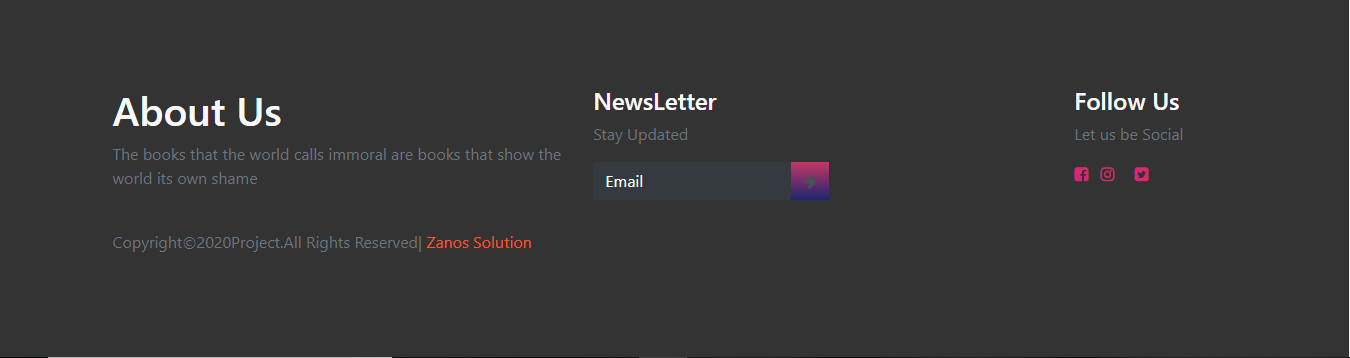 About Us
The books that the world calls immoral are books that show the
world its own shame
Copyright©2020Project.All Rights Reserved| Zanos Solution
NewsLetter
Stay Updated
Email
Follow Us
Let us be Social